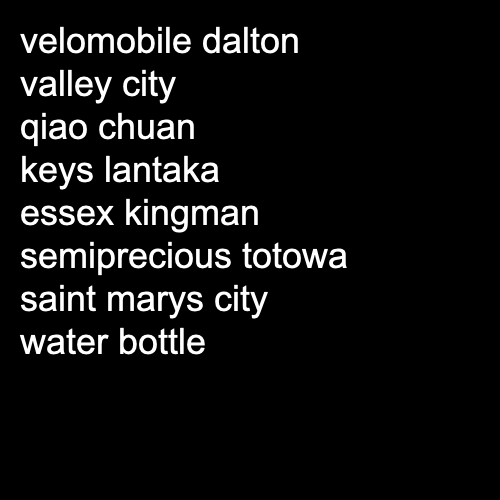 velomobile dalton
valley city
qiao chuan
keys lantaka
essex kingman
semiprecious totowa
saint marys city
water bottle